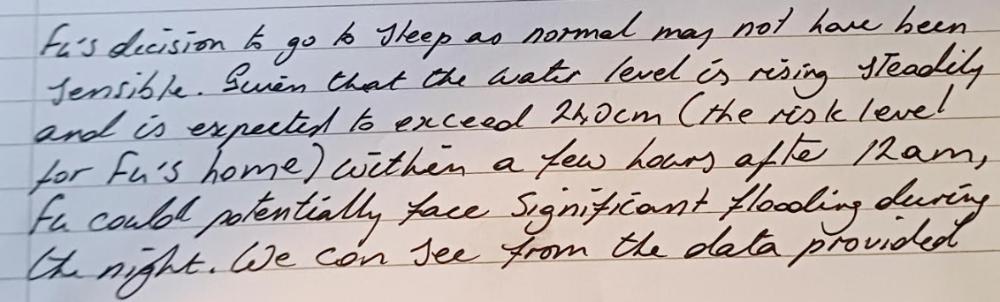 Fu's decision to go to sleep as normal may not have been
sensible. Given that the water level is rising steadily
and is expected to exceed 240cm (the risk level
for Fu's home) within a few hours after 12am,
Fu could potentially face significant flooding during
the night. We can see from the data provided